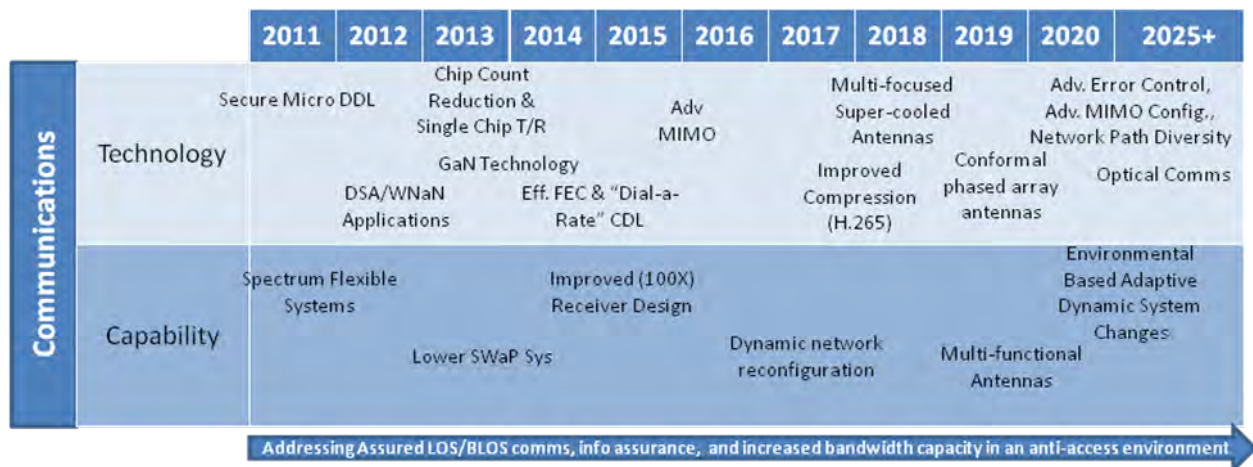 2011 2012 2013 2014 2015 2016 2017 2018 2019 2020 2025+
Communications
Technology
Secure Micro DDL
Chip Count
Reduction &
Single Chip T/R
Adv
MIMO
Multi-focused
Super-cooled
Antennas
Adv. Error Control,
Adv. MIMO Config.,
Network Path Diversity
GaN Technology
DSA/WNaN
Applications
Eff. FEC & "Dial-a-
Rate" CDL
Improved
Compression
(H.265)
Conformal
phased array
antennas
Optical Comms
Capability
Spectrum Flexible
Systems
Improved (100X)
Receiver Design
Environmental
Based Adaptive
Dynamic System
Changes
Lower SWaP Sys
Dynamic network
reconfiguration
Multi-functional
Antennas
Addressing Assured LOS/BLOS comms, info assurance, and increased bandwidth capacity in an anti-access environment